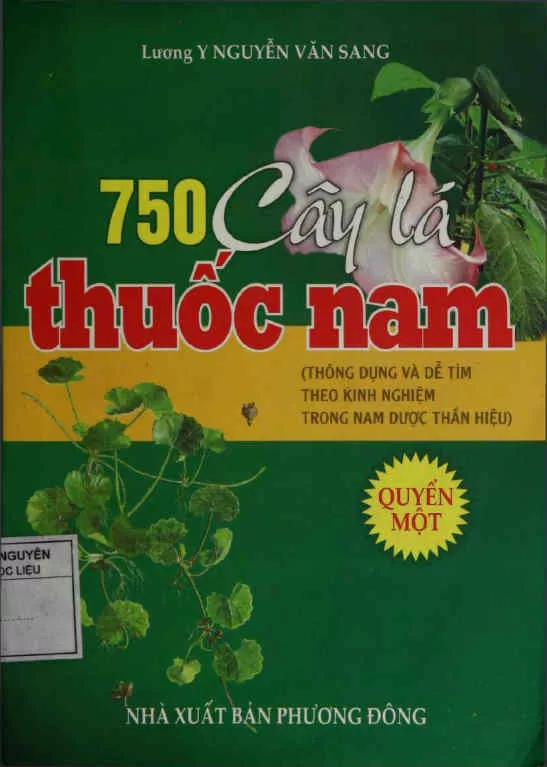 Lương Y NGUYỄN VĂN SANG
750 Cây lá
thuốc nam
(THÔNG DỤNG VÀ DỄ TÌM
THEO KINH NGHIỆM
TRONG NAM DƯỢC THẦN HIỆU)
QUYỂN
MỘT
NGUYÊN
ỌC LIỆU
NHÀ XUẤT BẢN PHƯƠNG ĐÔNG